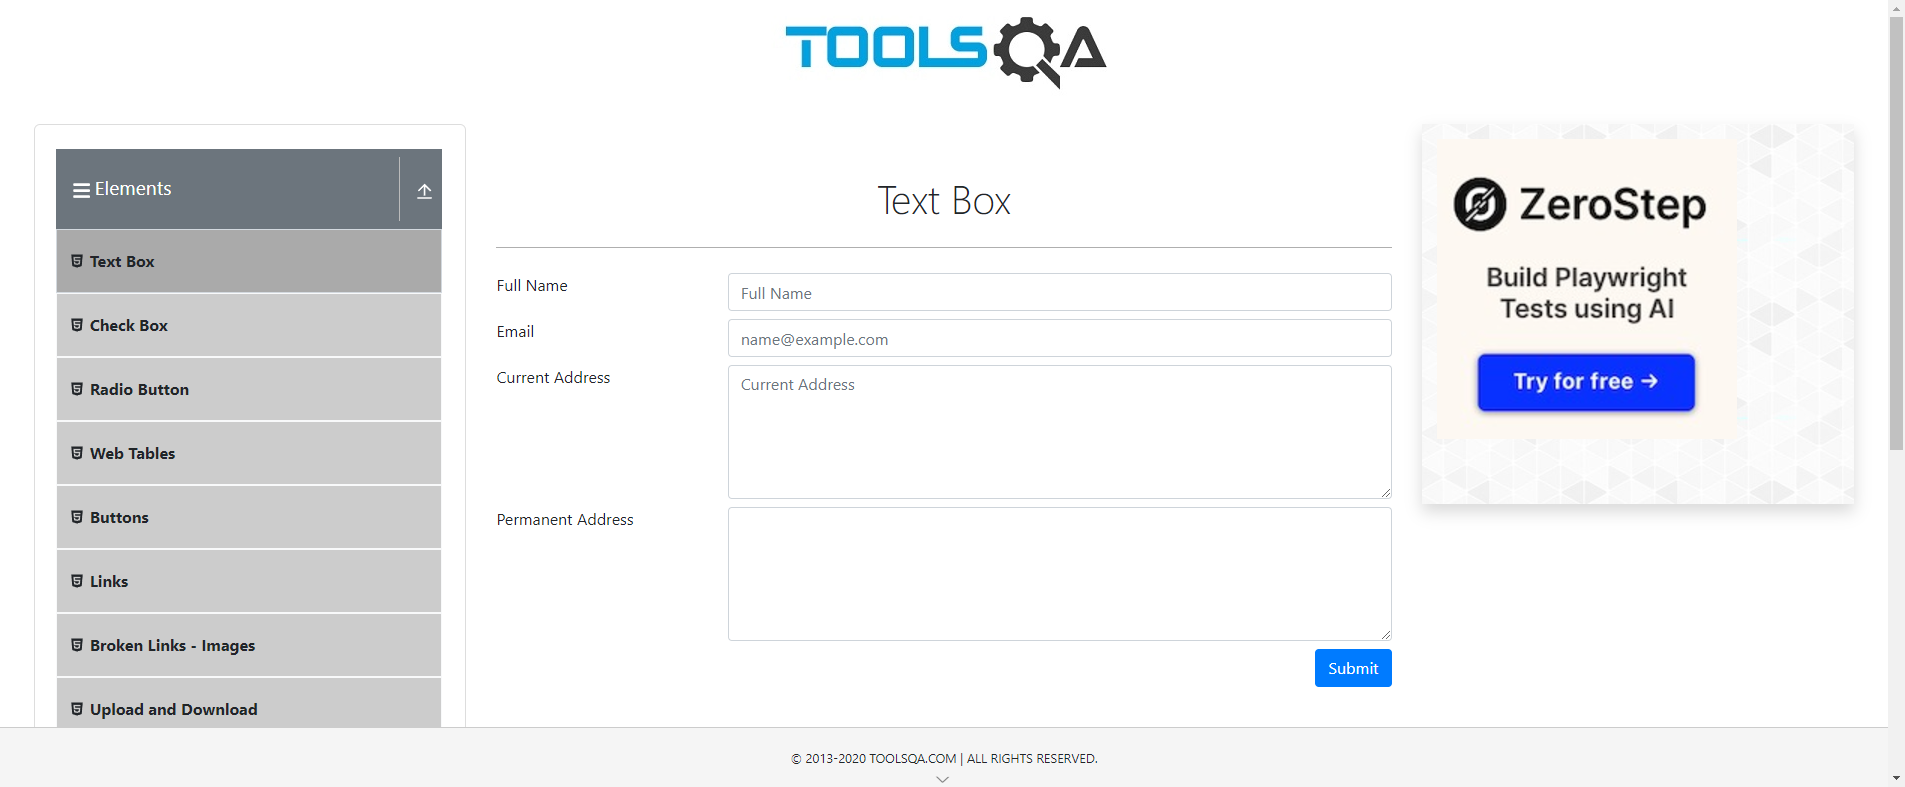 TOOLSQA
Elements
Text Box
Check Box
Radio Button
Web Tables
Buttons
Links
Broken Links - Images
Upload and Download
Text Box
Full Name
Full Name
Email
name@example.com
Current Address
Current Address
Permanent Address
Submit
ZeroStep
Build Playwright
Tests using AI
Try for free →
© 2013-2020 TOOLSQA.COM | ALL RIGHTS RESERVED.